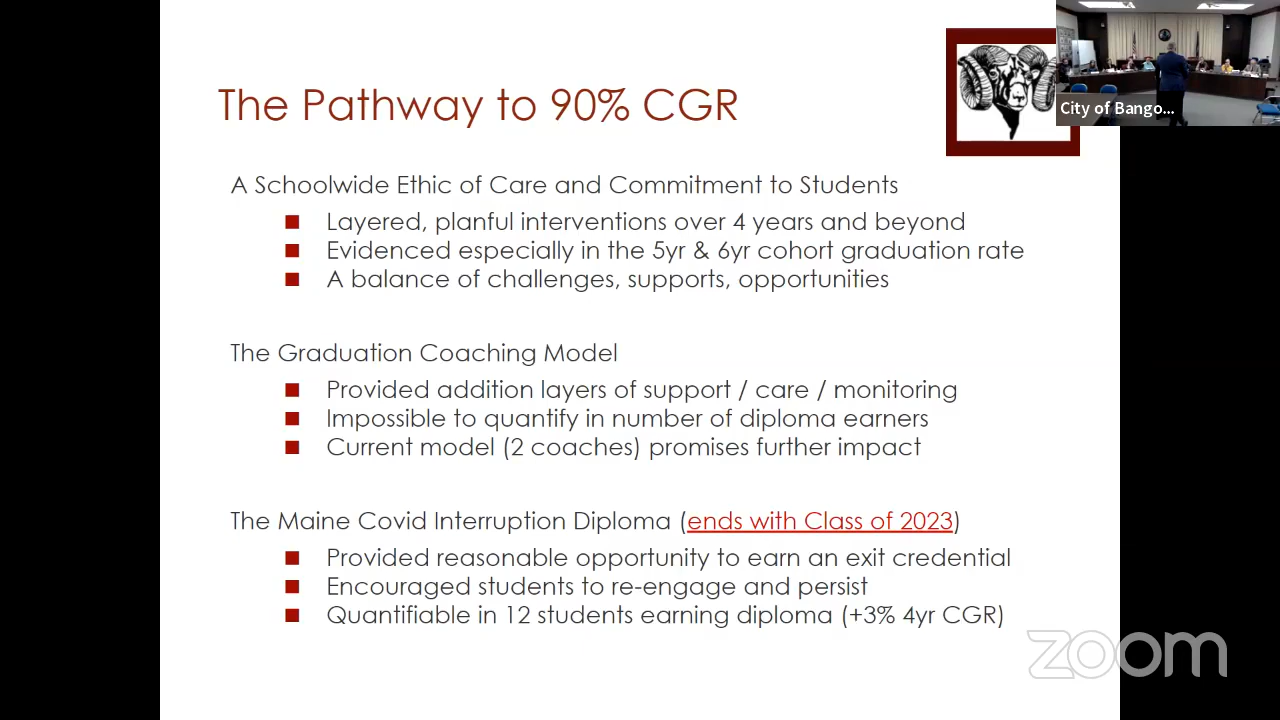 The Pathway to 90% CGR
City of Bango...
A Schoolwide Ethic of Care and Commitment to Students
Layered, planful interventions over 4 years and beyond
Evidenced especially in the 5yr & 6yr cohort graduation rate
A balance of challenges, supports, opportunities
The Graduation Coaching Model
Provided addition layers of support / care / monitoring
Impossible to quantify in number of diploma earners
Current model (2 coaches) promises further impact
The Maine Covid Interruption Diploma (ends with Class of 2023)
Provided reasonable opportunity to earn an exit credential
Encouraged students to re-engage and persist
Quantifiable in 12 students earning diploma (+3% 4yr CGR)
zoom